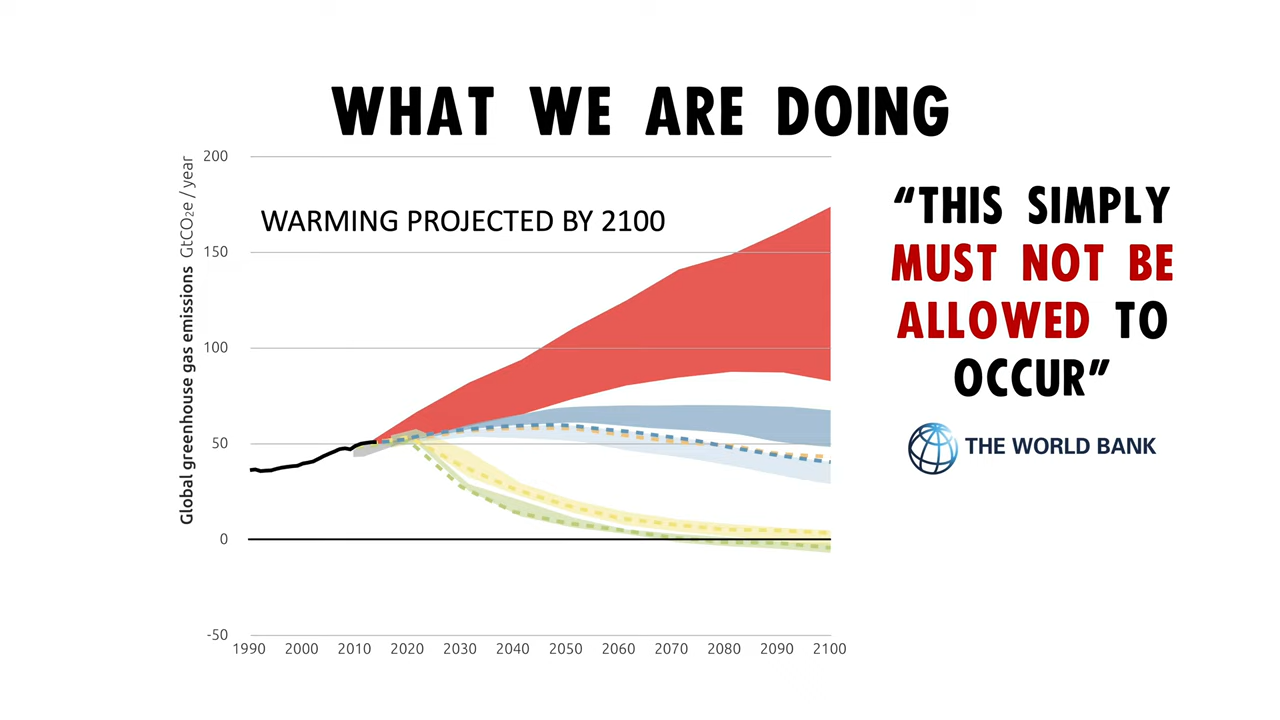 WHAT WE ARE DOING
Global greenhouse gas emissions GtCO₂e / year
200
150
100
50
0
-50
WARMING PROJECTED BY 2100
1990 2000 2010 2020 2030 2040 2050 2060 2070 2080 2090 2100
“THIS SIMPLY
MUST NOT BE
ALLOWED TO
OCCUR”
THE WORLD BANK